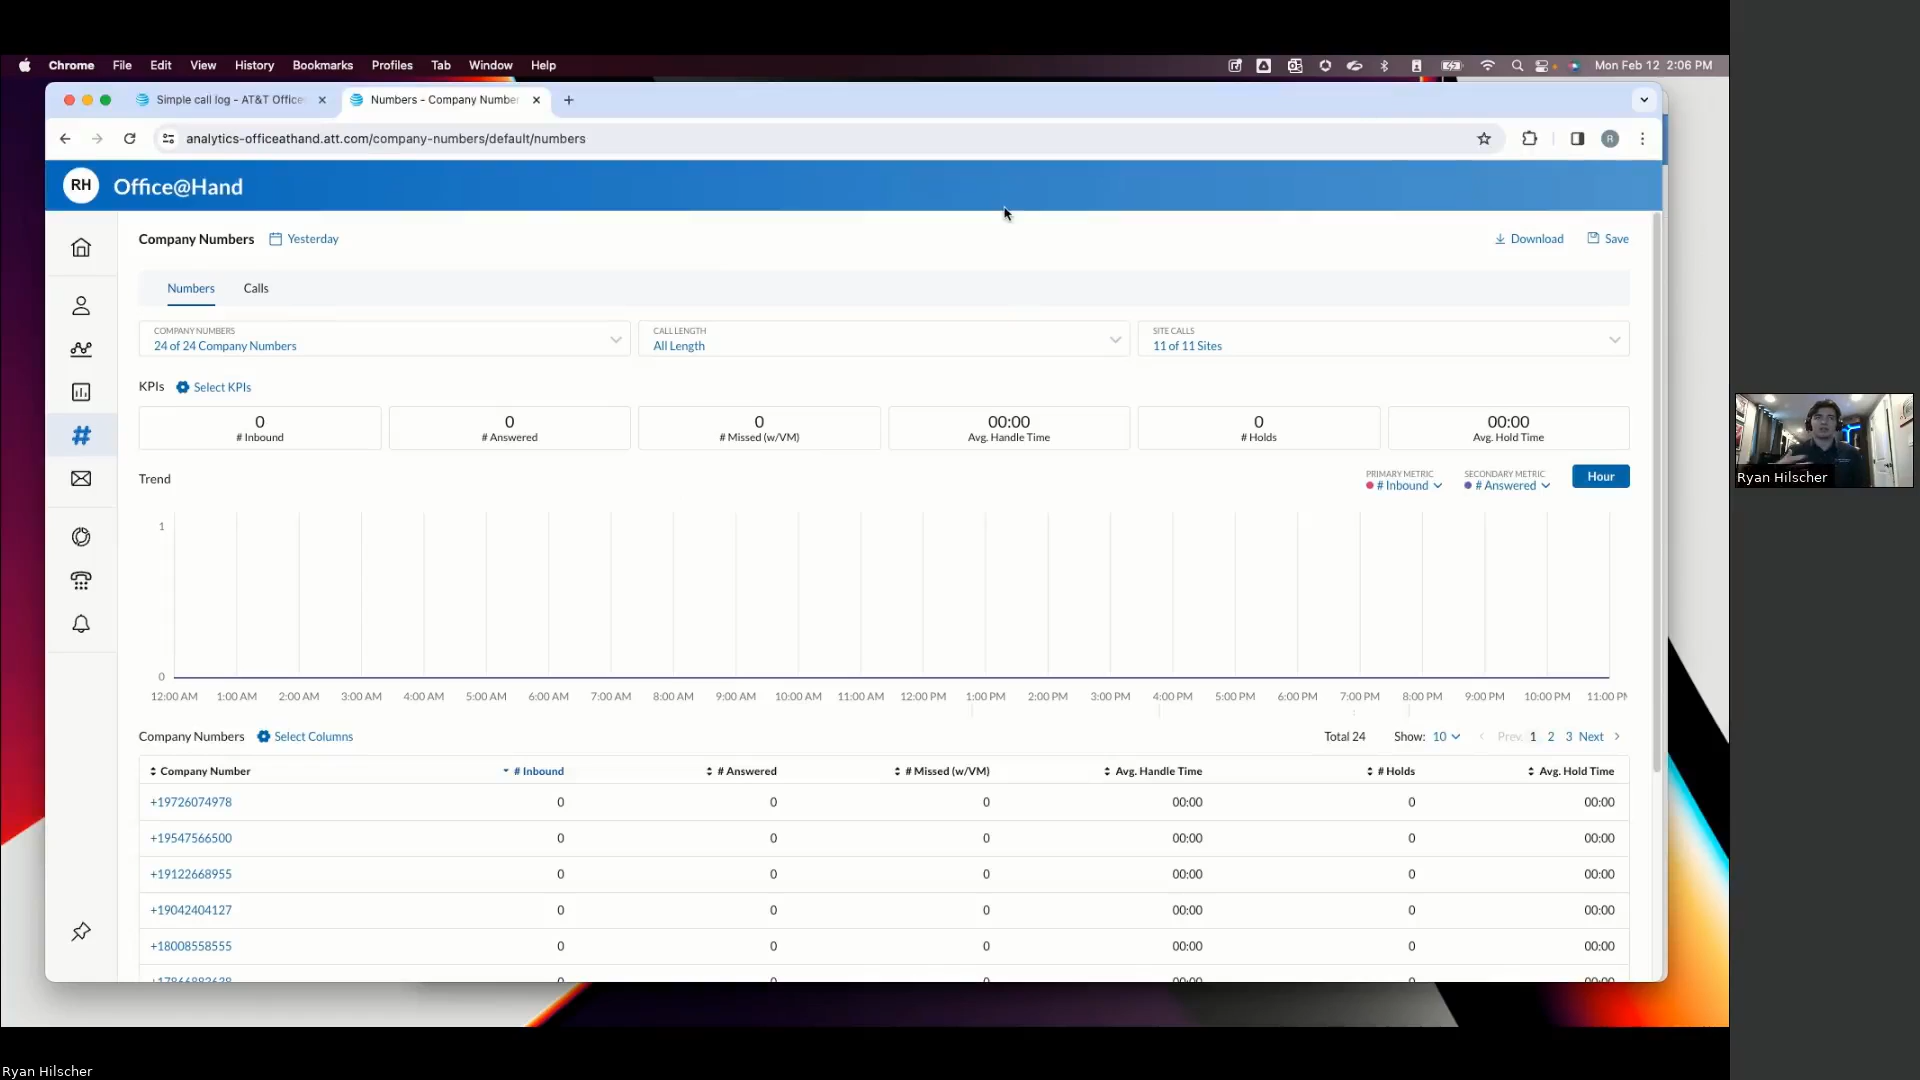 Chrome File Edit View History Bookmarks Profiles Tab Window Help Mon Feb 12 2:06 PM
Simple call log - AT&T Office Numbers - Company Number
analytics-officeathand.att.com/company-numbers/default/numbers R
RH Office@Hand
Company Numbers Yesterday Download Save
Numbers Calls
COMPANY NUMBERS CALL LENGTH SITE CALLS
24 of 24 Company Numbers All Length 11 of 11 Sites
KPIs Select KPIs
0 0 0 00:00 0 00:00
# Inbound # Answered # Missed (w/VM) Avg. Handle Time # Holds Avg. Hold Time
Trend PRIMARY METRIC SECONDARY METRIC Hour
# Inbound # Answered
Ryan Hilscher
1
0
12:00 AM 1:00 AM 2:00 AM 3:00 AM 4:00 AM 5:00 AM 6:00 AM 7:00 AM 8:00 AM 9:00 AM 10:00 AM 11:00 AM 12:00 PM 1:00 PM 2:00 PM 3:00 PM 4:00 PM 5:00 PM 6:00 PM 7:00 PM 8:00 PM 9:00 PM 10:00 PM 11:00 PM
Company Numbers Select Columns Total 24 Show: 10 Prev. 1 2 3 Next
Company Number # Inbound # Answered # Missed (w/VM) Avg. Handle Time # Holds Avg. Hold Time
+19726074978 0 0 0 00:00 0 00:00
+19547566500 0 0 0 00:00 0 00:00
+19122668955 0 0 0 00:00 0 00:00
+19042404127 0 0 0 00:00 0 00:00
+18008558555 0 0 0 00:00 0 00:00
Ryan Hilscher